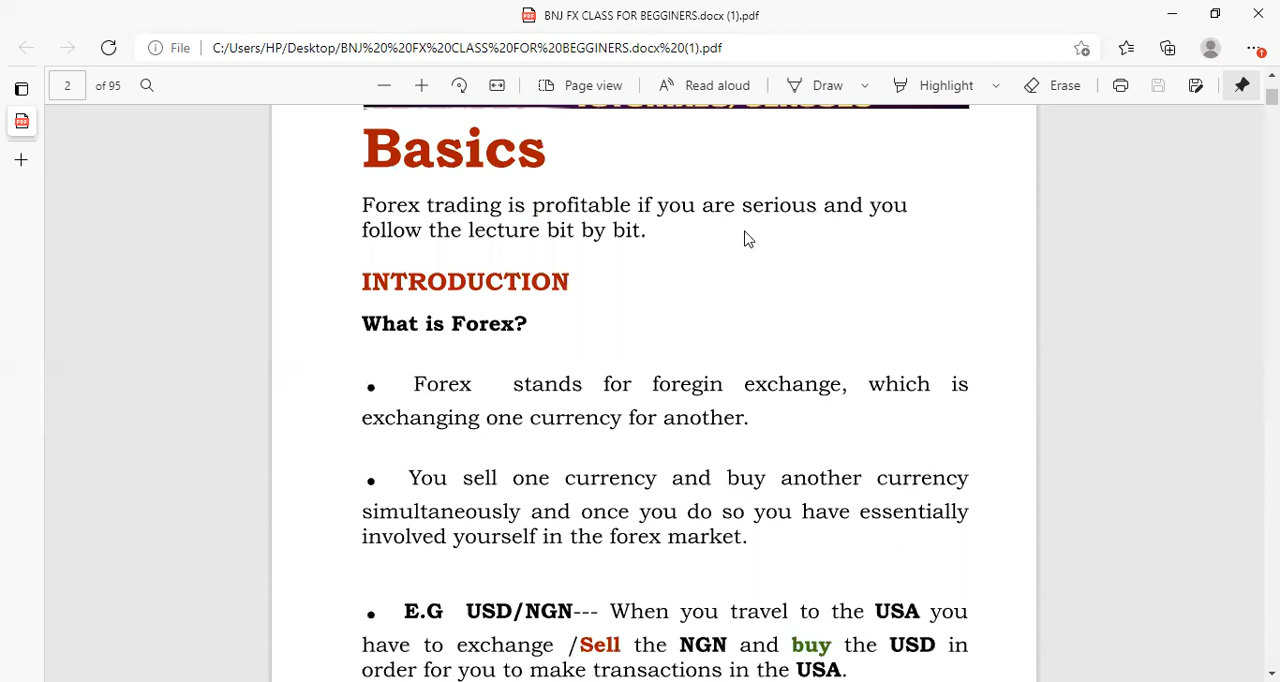 BNJ FX CLASS FOR BEGGINERS.docx (1).pdf
File C:/Users/HP/Desktop/BNJ%20%20FX%20CLASS%20FOR%20BEGGINERS.docx%20(1).pdf
2 of 95 Page view Read aloud Draw Highlight Erase
Basics
Forex trading is profitable if you are serious and you
follow the lecture bit by bit.
INTRODUCTION
What is Forex?
• Forex stands for foregin exchange, which is
exchanging one currency for another.
• You sell one currency and buy another currency
simultaneously and once you do so you have essentially
involved yourself in the forex market.
• E.G USD/NGN--- When you travel to the USA you
have to exchange /Sell the NGN and buy the USD in
order for you to make transactions in the USA.